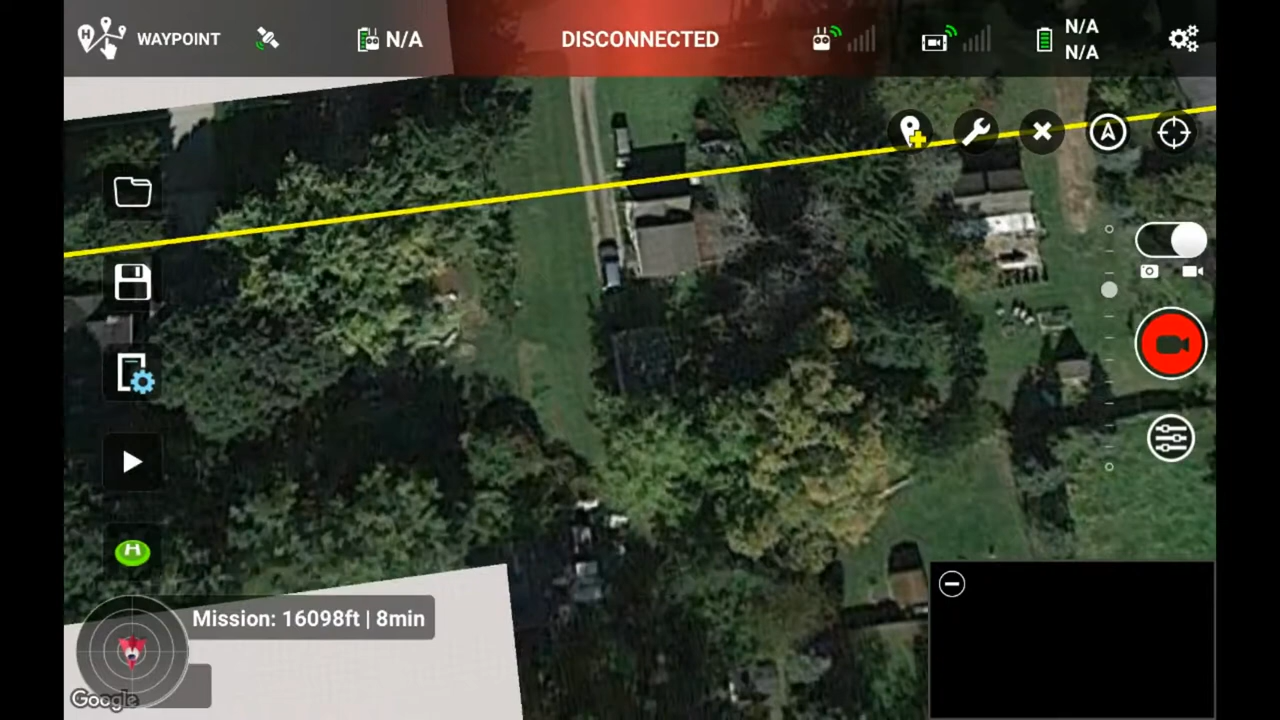 WAYPOINT
N/A
DISCONNECTED
N/A
N/A
Mission: 16098ft | 8min
Google